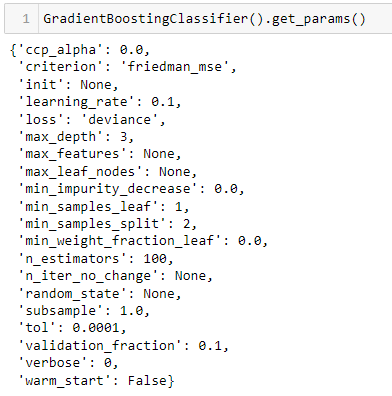 1 GradientBoostingClassifier().get_params()
{'ccp_alpha': 0.0,
'criterion': 'friedman_mse',
'init': None,
'learning_rate': 0.1,
'loss': 'deviance',
'max_depth': 3,
'max_features': None,
'max_leaf_nodes': None,
'min_impurity_decrease': 0.0,
'min_samples_leaf': 1,
'min_samples_split': 2,
'min_weight_fraction_leaf': 0.0,
'n_estimators': 100,
'n_iter_no_change': None,
'random_state': None,
'subsample': 1.0,
'tol': 0.0001,
'validation_fraction': 0.1,
'verbose': 0,
'warm_start': False}